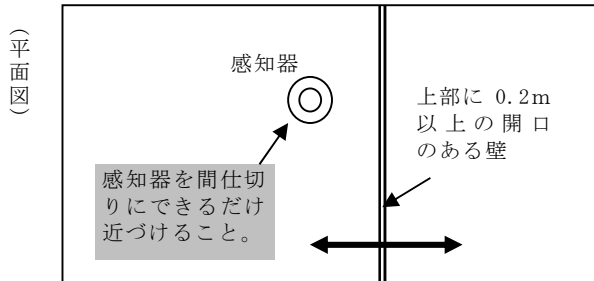 （平面図）
感知器
上部に 0.2m
以上の開口
のある壁
感知器を間仕切
りにできるだけ
近づけること。